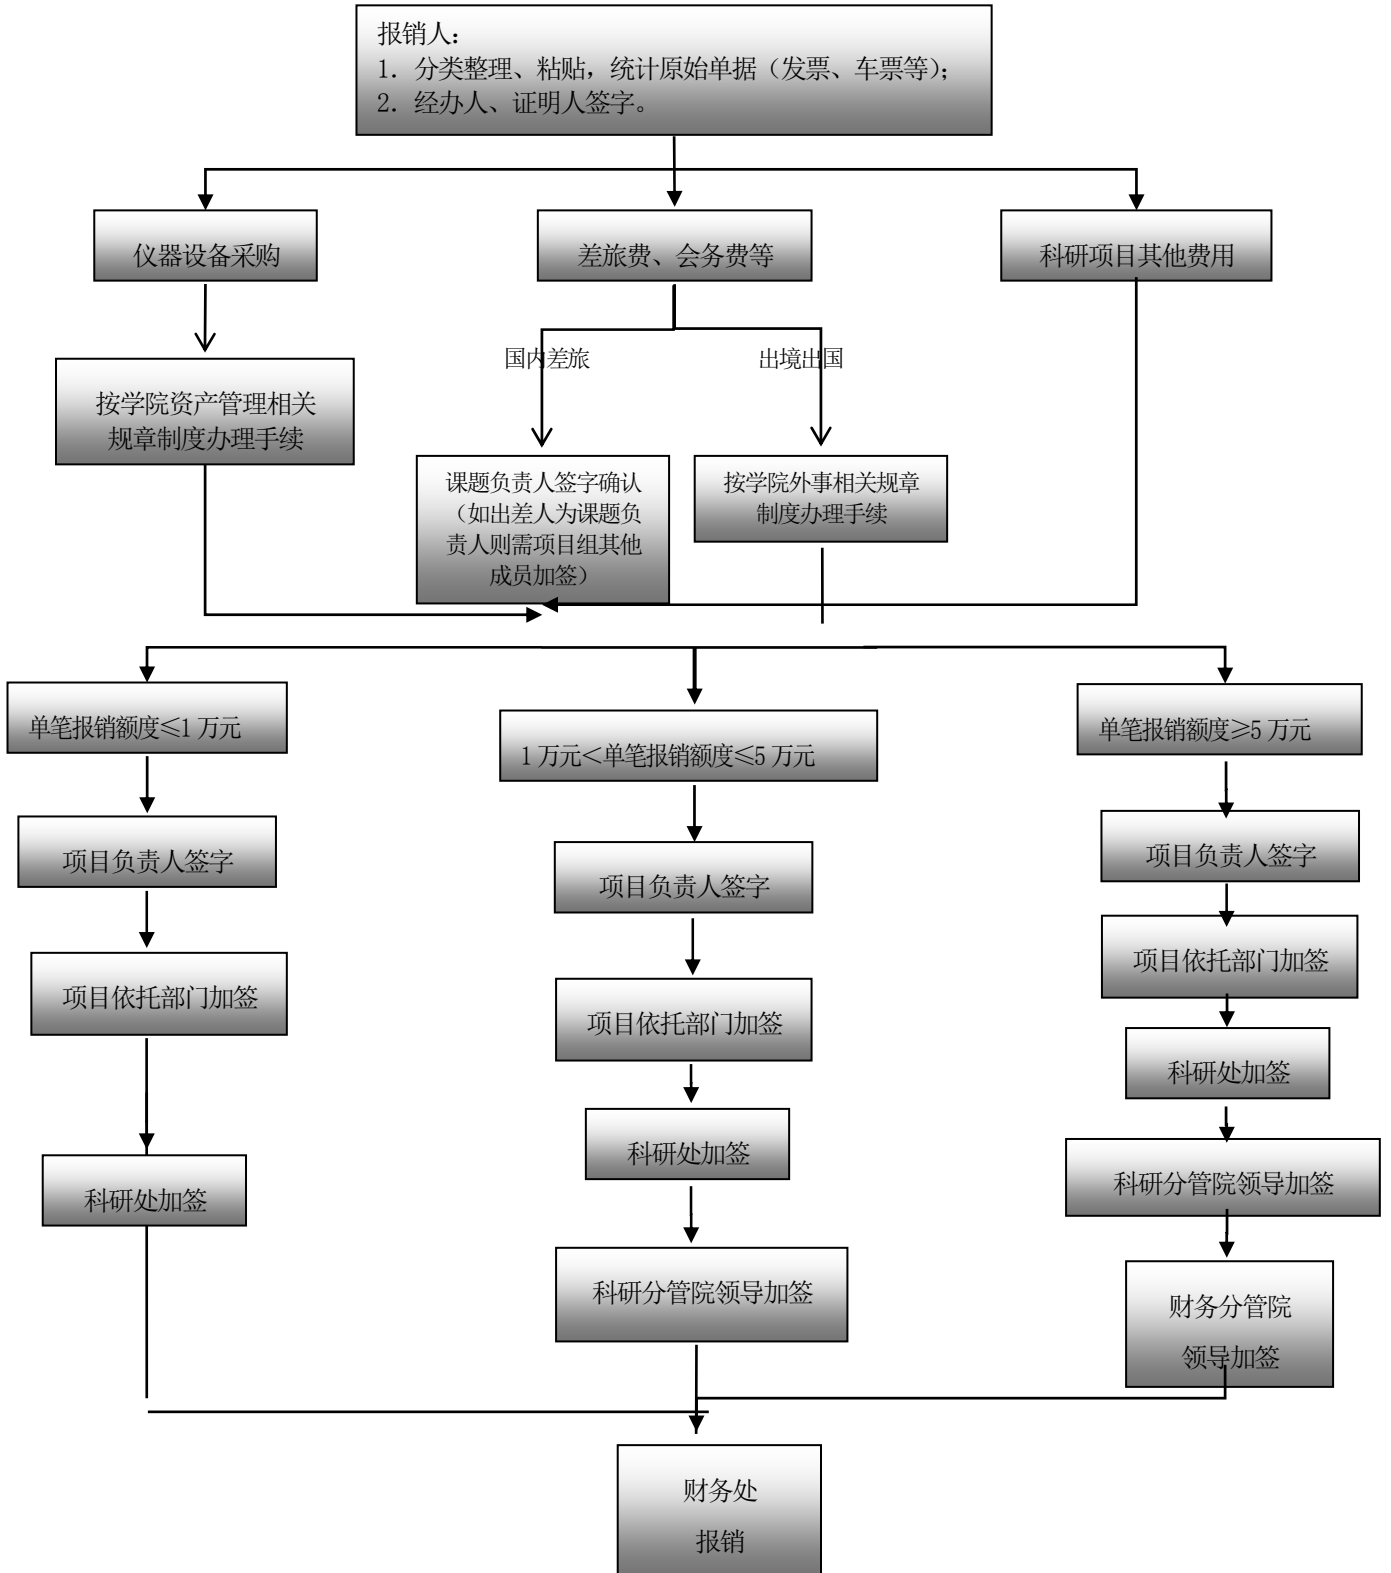 报销人：
1. 分类整理、粘贴，统计原始单据（发票、车票等）；
2. 经办人、证明人签字。
仪器设备采购
差旅费、会务费等
科研项目其他费用
国内差旅
出境出国
按学院资产管理相关
规章制度办理手续
课题负责人签字确认
（如出差人为课题负
责人则需项目组其他
成员加签）
按学院外事相关规章
制度办理手续
单笔报销额度≤1 万元
1 万元＜单笔报销额度≤5 万元
单笔报销额度≥5 万元
项目负责人签字
项目负责人签字
项目负责人签字
项目依托部门加签
项目依托部门加签
项目依托部门加签
科研处加签
科研处加签
科研处加签
科研分管院领导加签
科研分管院领导加签
财务分管院
领导加签
财务处
报销